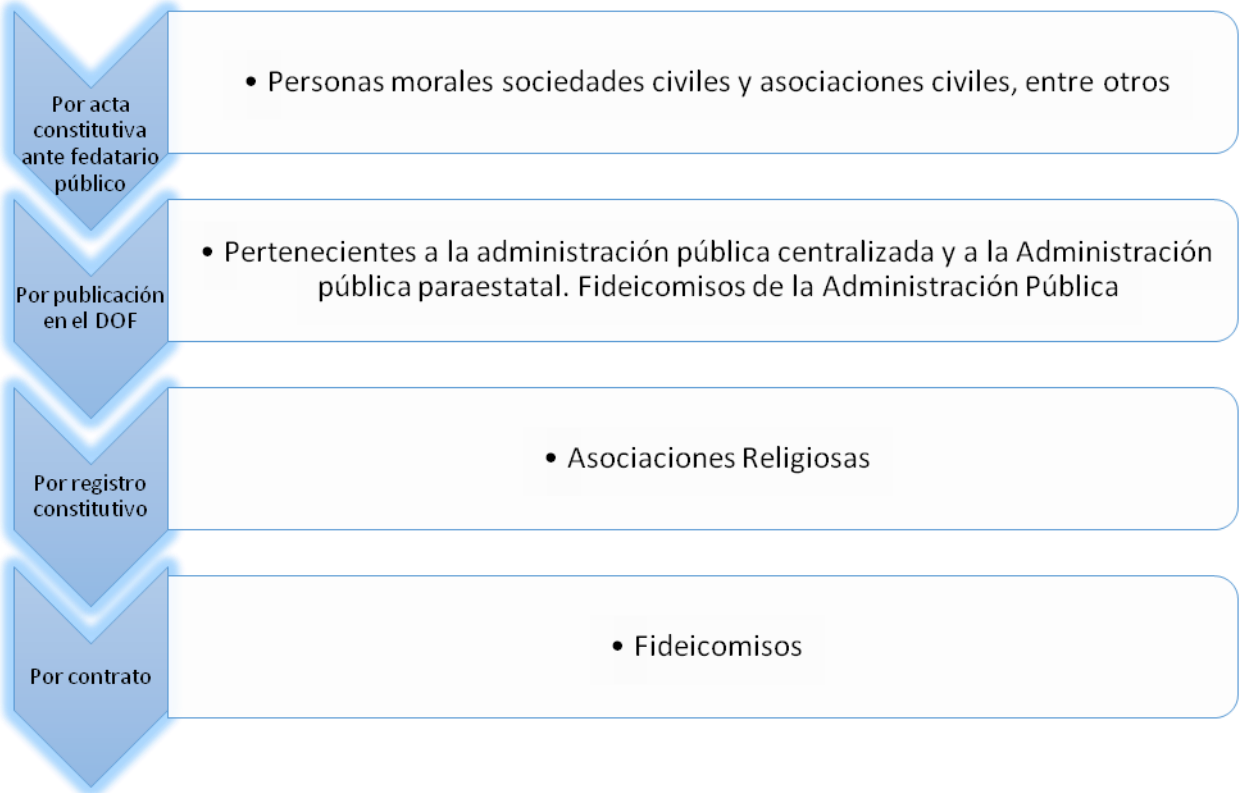 Por acta
constitutiva
ante fedatario
público
• Personas morales sociedades civiles y asociaciones civiles, entre otros
Por publicación
en el DOF
• Pertenecientes a la administración pública centralizada y a la Administración
pública paraestatal. Fideicomisos de la Administración Pública
Por registro
constitutivo
• Asociaciones Religiosas
Por contrato
• Fideicomisos